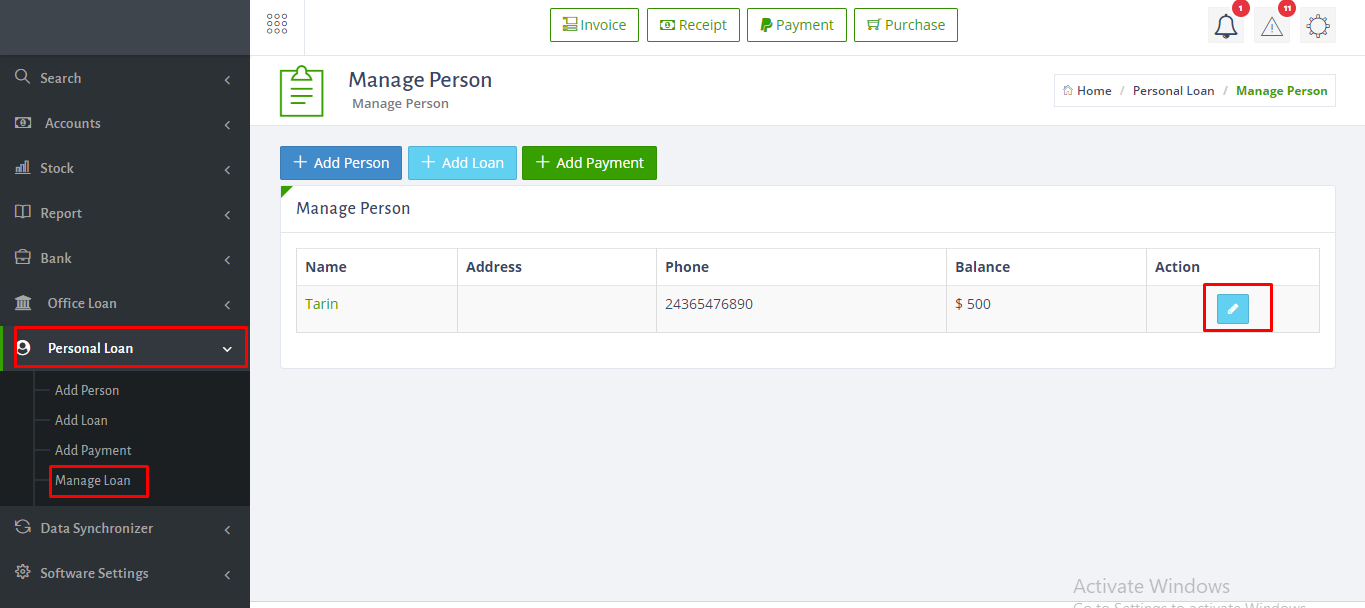 Invoice
Receipt
Payment
Purchase
1
11
Search
Accounts
Stock
Report
Bank
Office Loan
Personal Loan
Add Person
Add Loan
Add Payment
Manage Loan
Data Synchronizer
Software Settings
Manage Person
Manage Person
Home / Personal Loan / Manage Person
+ Add Person
+ Add Loan
+ Add Payment
Manage Person
Name Address Phone Balance Action
Tarin 24365476890 $ 500
Activate Windows
Go to Settings to activate Windows.